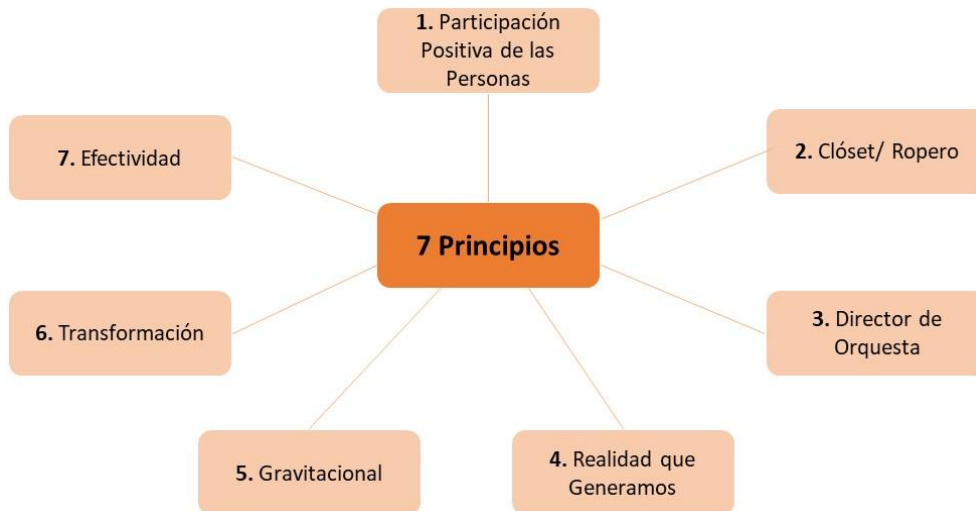 1. Participación
Positiva de las
Personas
7. Efectividad
2. Clóset/ Ropero
7 Principios
6. Transformación
3. Director de
Orquesta
5. Gravitacional
4. Realidad que
Generamos